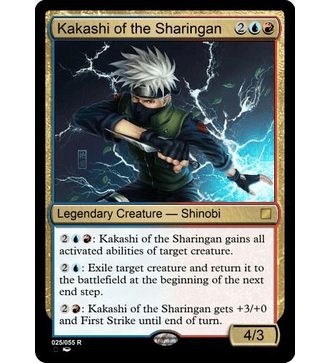 Kakashi of the Sharingan 2
Legendary Creature — Shinobi
2: Kakashi of the Sharingan gains all
activated abilities of target creature.
2: Exile target creature and return it to
the battlefield at the beginning of the next
end step.
2: Kakashi of the Sharingan gets +3/+0
and First Strike until end of turn.
4/3
025/055 R